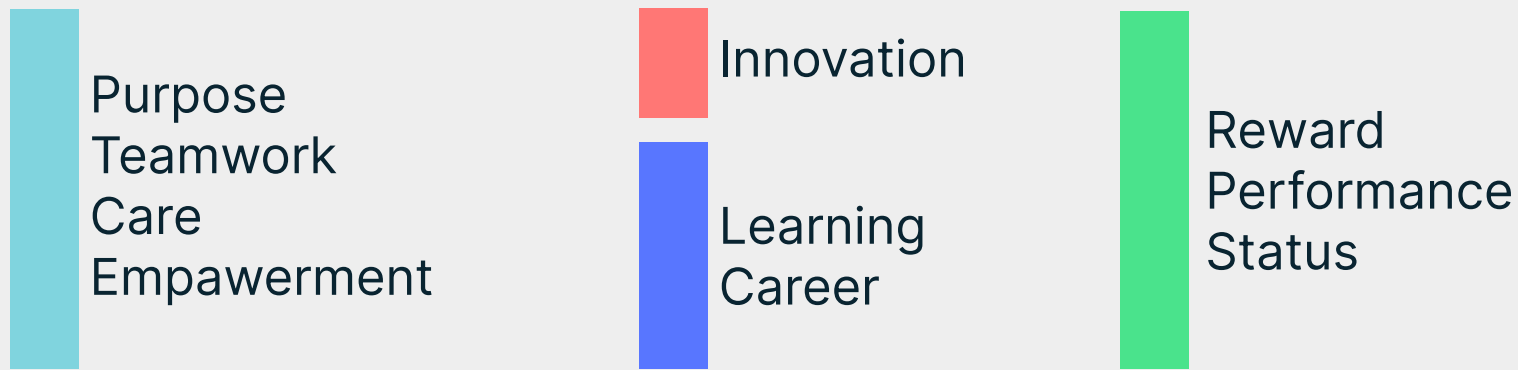 Purpose
Teamwork
Care
Empawerment
Innovation
Learning
Career
Reward
Performance
Status